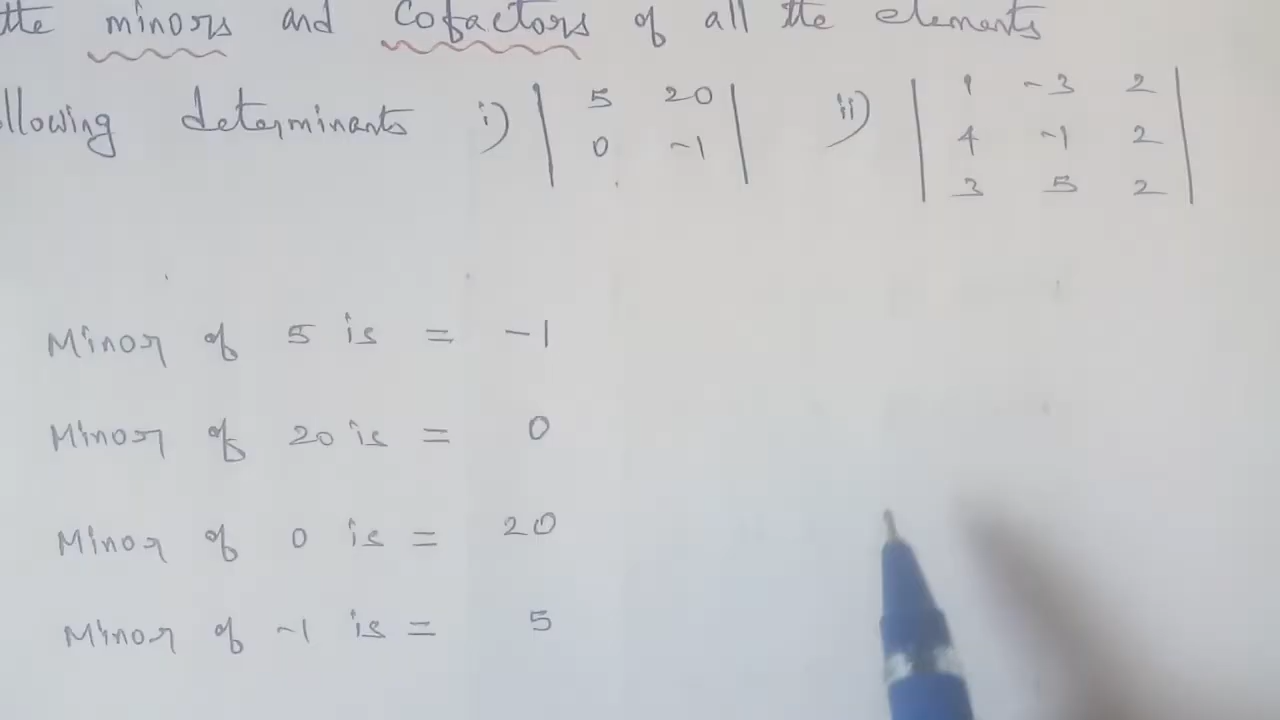 the minors and Cofactors of all the elements
llowing determinants i) | 5 20 | ii) | 1 -3 2 |
| 0 -1 | | 4 -1 2 |
| 3 5 2 |
Minor of 5 is = -1
Minor of 20 is = 0
Minor of 0 is = 20
Minor of -1 is = 5